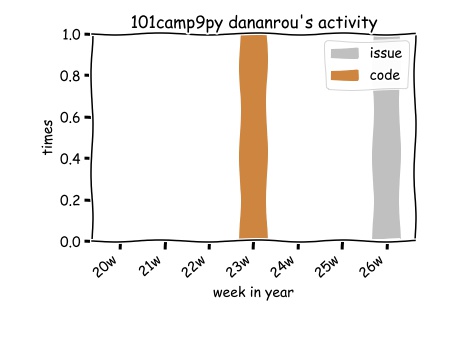 101camp9py dananrou's activity
1.0
0.8
0.6
0.4
0.2
0.0
times
issue
code
20w
21w
22w
23w
24w
25w
26w
week in year